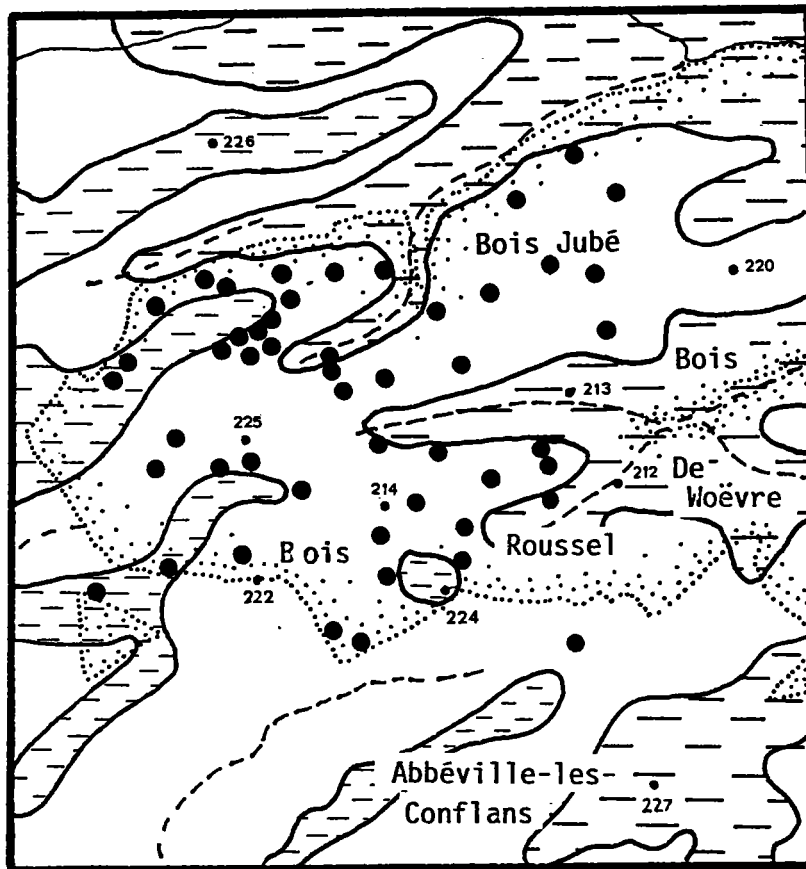 226
Bois Jubé
220
Bois
213
225
De
212
Woëvre
214
Roussel
Bois
222
224
Abbéville-les-
Conflans
227